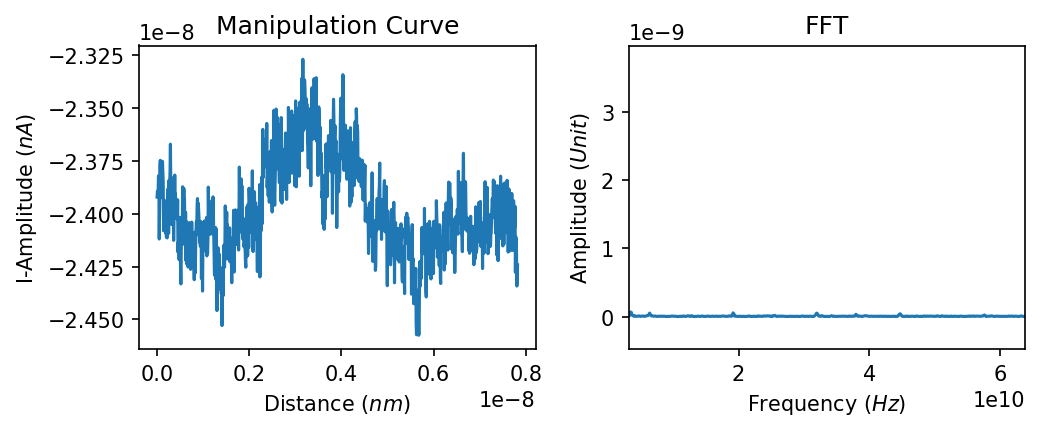 Manipulation Curve
1e−8
−2.325
−2.350
−2.375
−2.400
−2.425
−2.450
I-Amplitude (nA)
0.0 0.2 0.4 0.6 0.8
1e−8
Distance (nm)
FFT
1e−9
3
2
1
0
Amplitude (Unit)
2 4 6
1e10
Frequency (Hz)